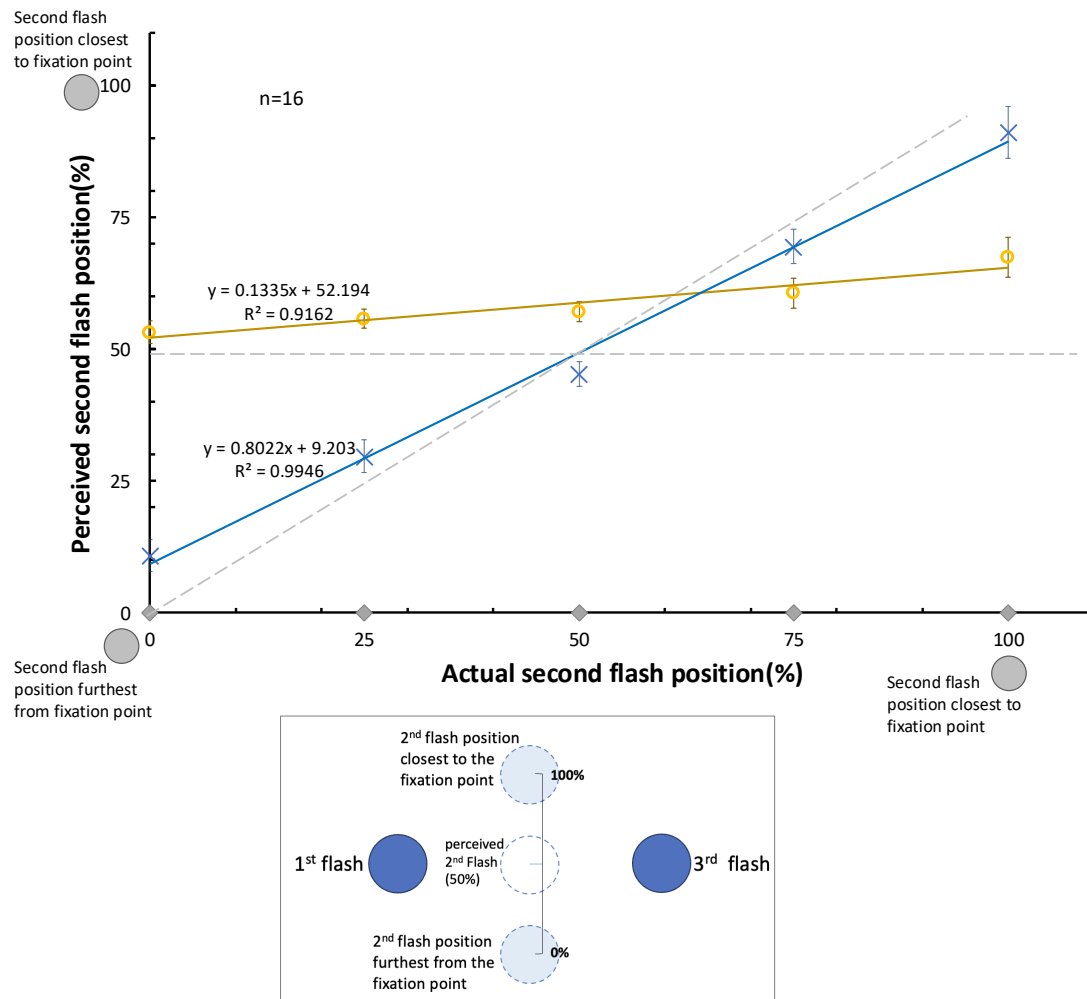 Second flash
position closest
to fixation point
100
n=16
75
50
25
0
Perceived second flash position(%)
y = 0.1335x + 52.194
R² = 0.9162
y = 0.8022x + 9.203
R² = 0.9946
0
25
50
75
100
Actual second flash position(%)
Second flash
position furthest
from fixation point
Second flash
position closest to
fixation point
2nd flash position
closest to the
fixation point
100%
1st flash
perceived
2nd Flash
(50%)
3rd flash
2nd flash position
furthest from the
fixation point
0%